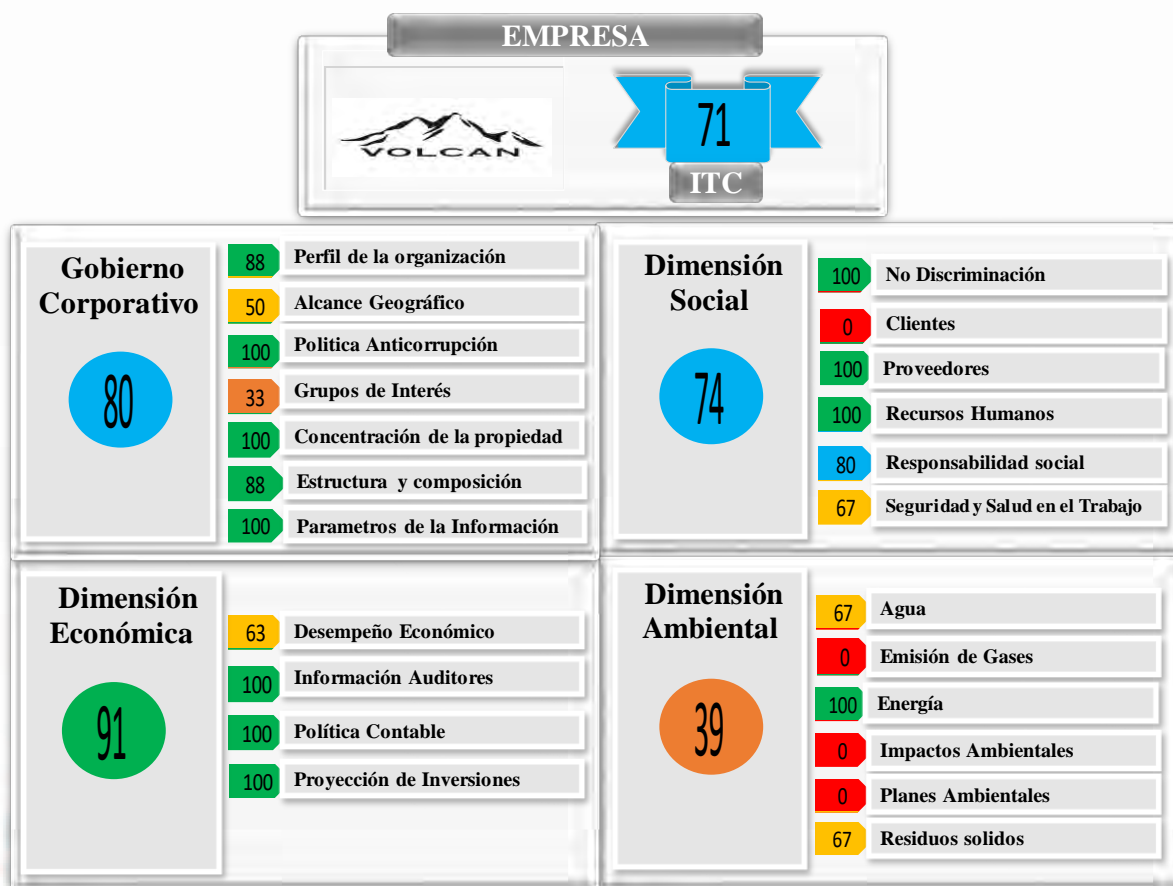 EMPRESA
VOLCAN
71
ITC
Gobierno
Corporativo
80
88 Perfil de la organización
50 Alcance Geográfico
100 Politica Anticorrupción
33 Grupos de Interés
100 Concentración de la propiedad
88 Estructura y composición
100 Parametros de la Información
Dimensión
Social
74
100 No Discriminación
0 Clientes
100 Proveedores
100 Recursos Humanos
80 Responsabilidad social
67 Seguridad y Salud en el Trabajo
Dimensión
Económica
91
63 Desempeño Económico
100 Información Auditores
100 Política Contable
100 Proyección de Inversiones
Dimensión
Ambiental
39
67 Agua
0 Emisión de Gases
100 Energía
0 Impactos Ambientales
0 Planes Ambientales
67 Residuos solidos